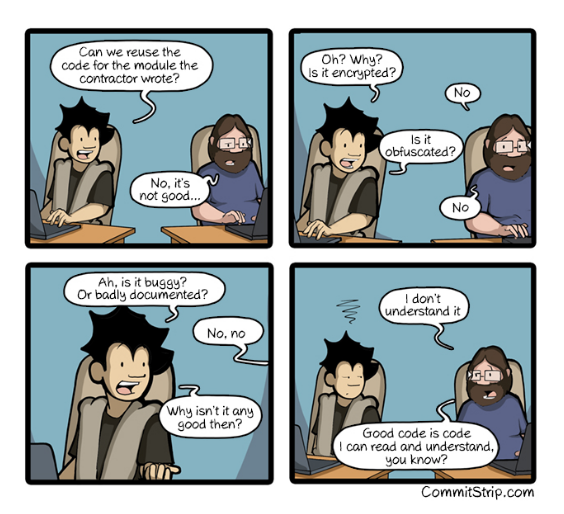 Can we reuse the
code for the module the
contractor wrote?
No, it's
not good...
Oh? Why?
Is it encrypted?
No
Is it
obfuscated?
No
Ah, is it buggy?
Or badly documented?
No, no
Why isn't it any
good then?
I don't
understand it
Good code is code
I can read and understand,
you know?
CommitStrip.com